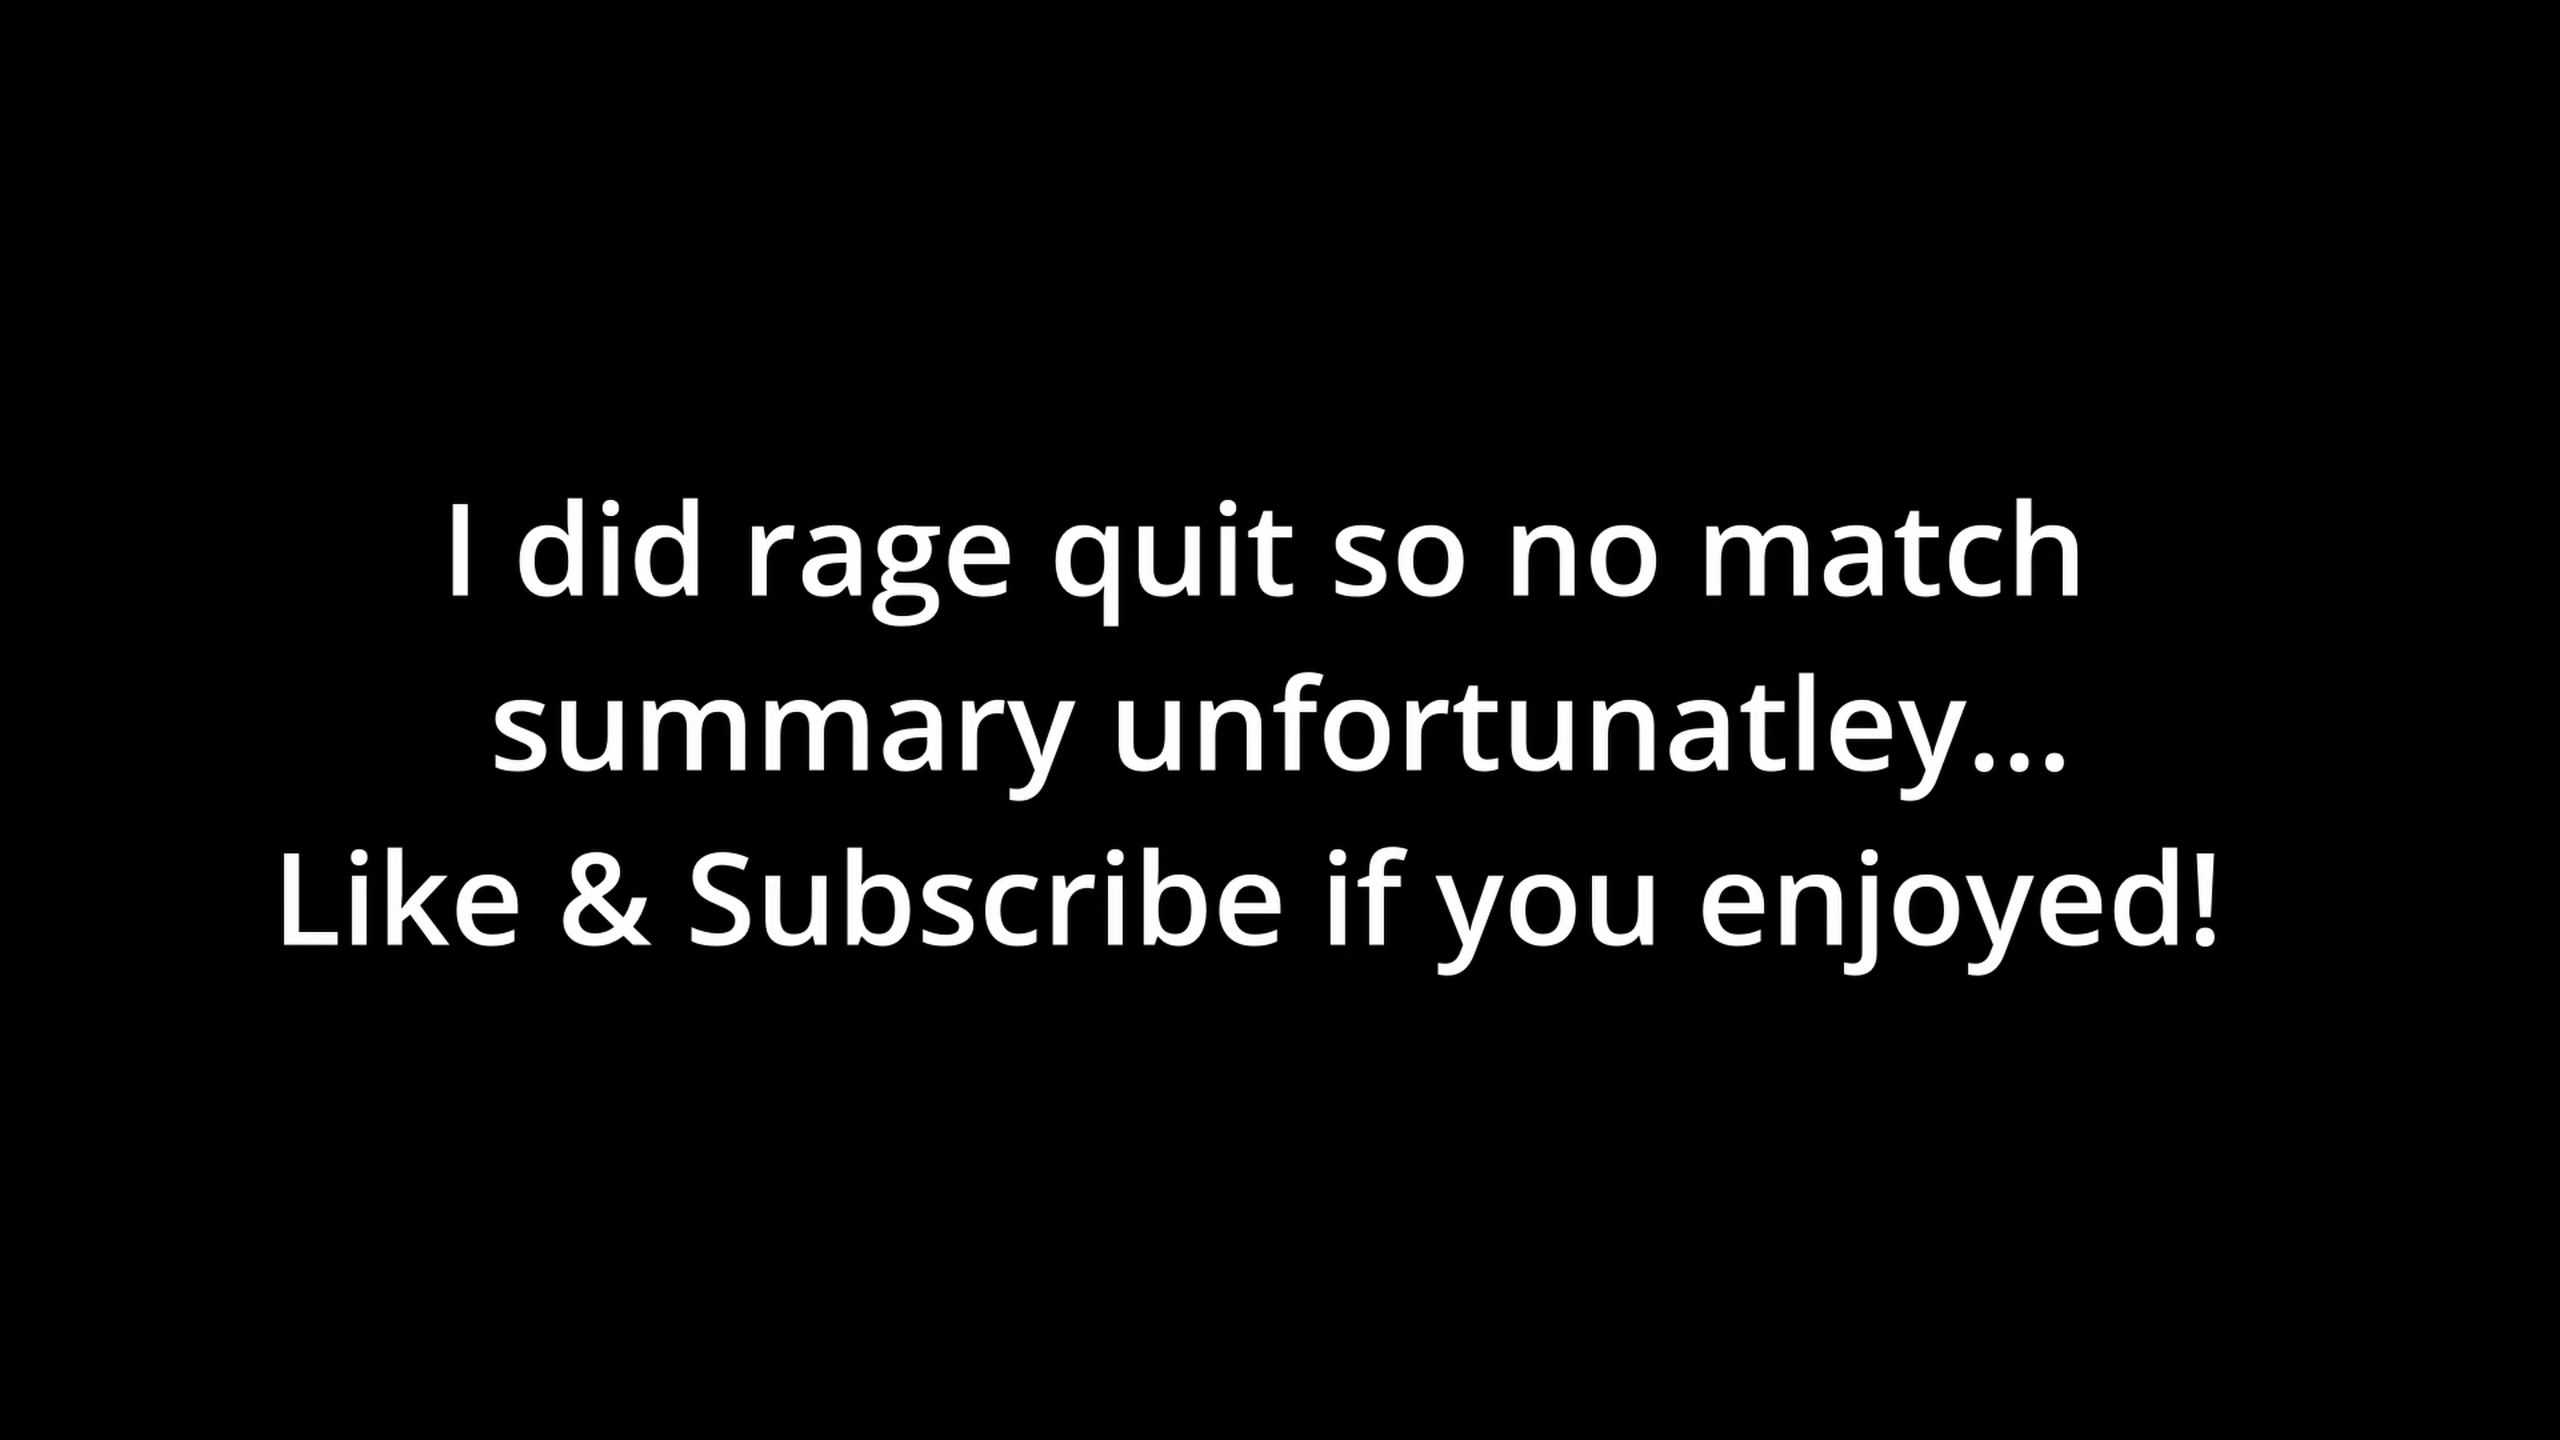 I did rage quit so no match
summary unfortunatley...
Like & Subscribe if you enjoyed!